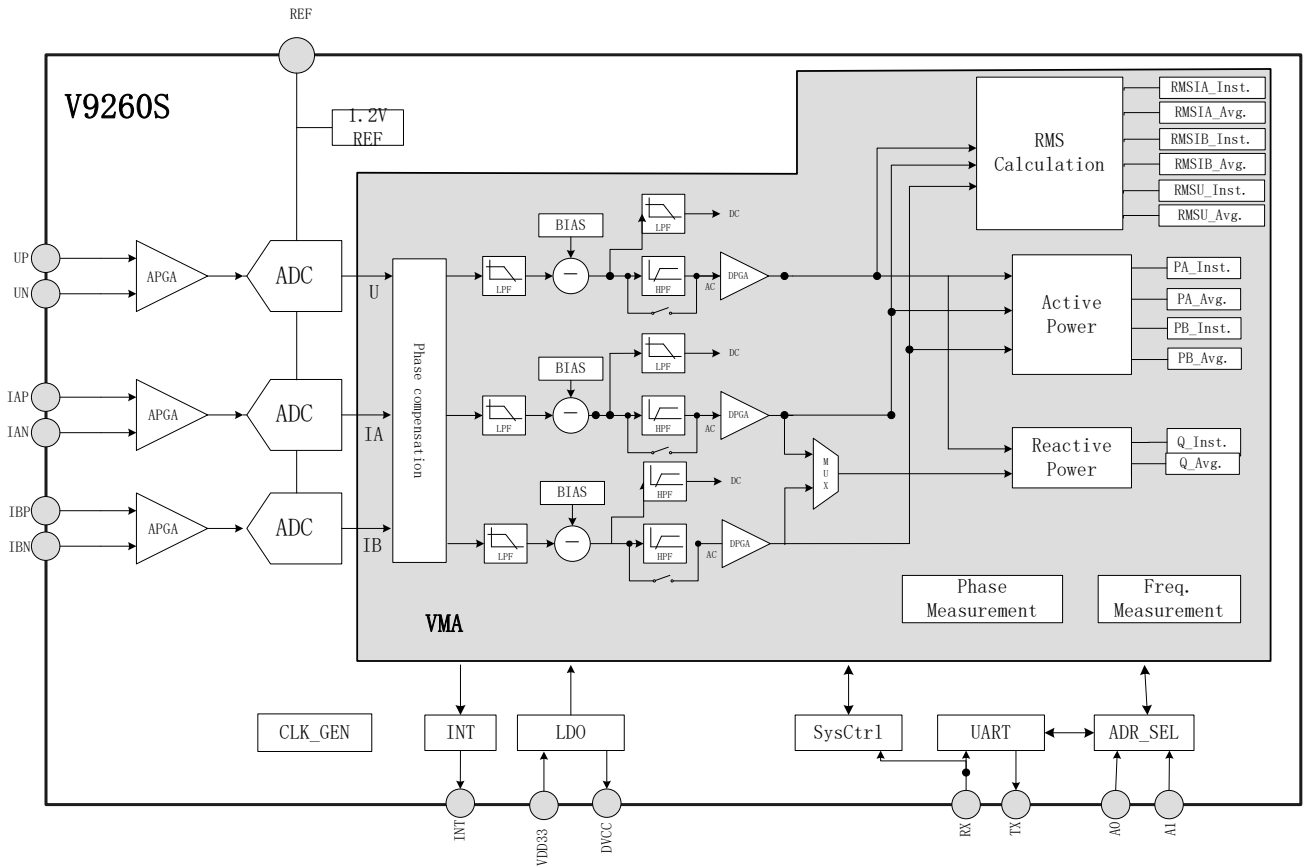 REF
V9260S
1.2V
REF
RMS
Calculation
RMSIA_Inst.
RMSIA_Avg.
RMSIB_Inst.
RMSIB_Avg.
RMSU_Inst.
RMSU_Avg.
UP
UN
APGA
ADC
U
LPF
BIAS
LPF
DC
HPF
AC
DPGA
Active
Power
PA_Inst.
PA_Avg.
PB_Inst.
PB_Avg.
Phase compensation
IAP
IAN
APGA
ADC
IA
LPF
BIAS
LPF
DC
HPF
AC
DPGA
MUX
Reactive
Power
Q_Inst.
Q_Avg.
IBP
IBN
APGA
ADC
IB
LPF
BIAS
HPF
DC
HPF
AC
DPGA
Phase
Measurement
Freq.
Measurement
VMA
CLK_GEN
INT
LDO
SysCtrl
UART
ADR_SEL
INT
VDD33
DVCC
RX
TX
A0
A1